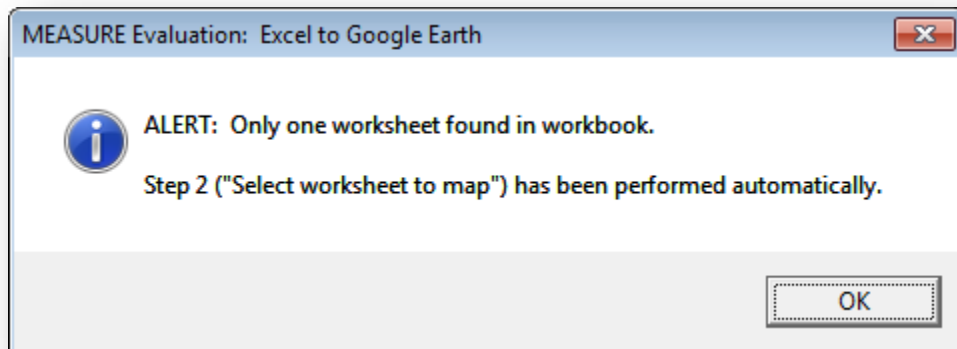 MEASURE Evaluation:  Excel to Google Earth
ALERT:  Only one worksheet found in workbook.
Step 2 ("Select worksheet to map") has been performed automatically.
OK